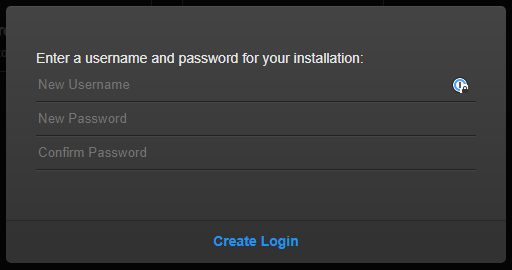 Enter a username and password for your installation:
New Username
New Password
Confirm Password
Create Login